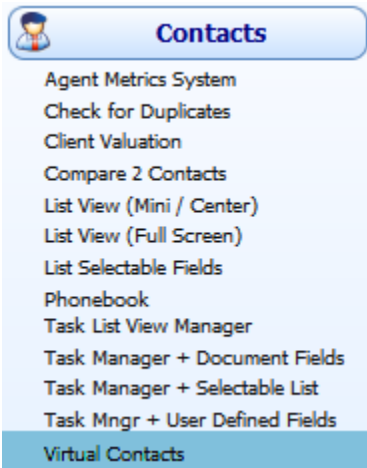 Contacts
Agent Metrics System
Check for Duplicates
Client Valuation
Compare 2 Contacts
List View (Mini / Center)
List View (Full Screen)
List Selectable Fields
Phonebook
Task List View Manager
Task Manager + Document Fields
Task Manager + Selectable List
Task Mngr + User Defined Fields
Virtual Contacts